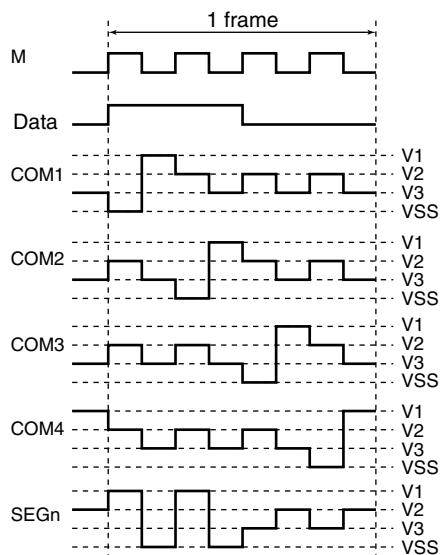 1 frame
M
Data
COM1
V1
V2
V3
VSS
COM2
V1
V2
V3
VSS
COM3
V1
V2
V3
VSS
COM4
V1
V2
V3
VSS
SEGn
V1
V2
V3
VSS